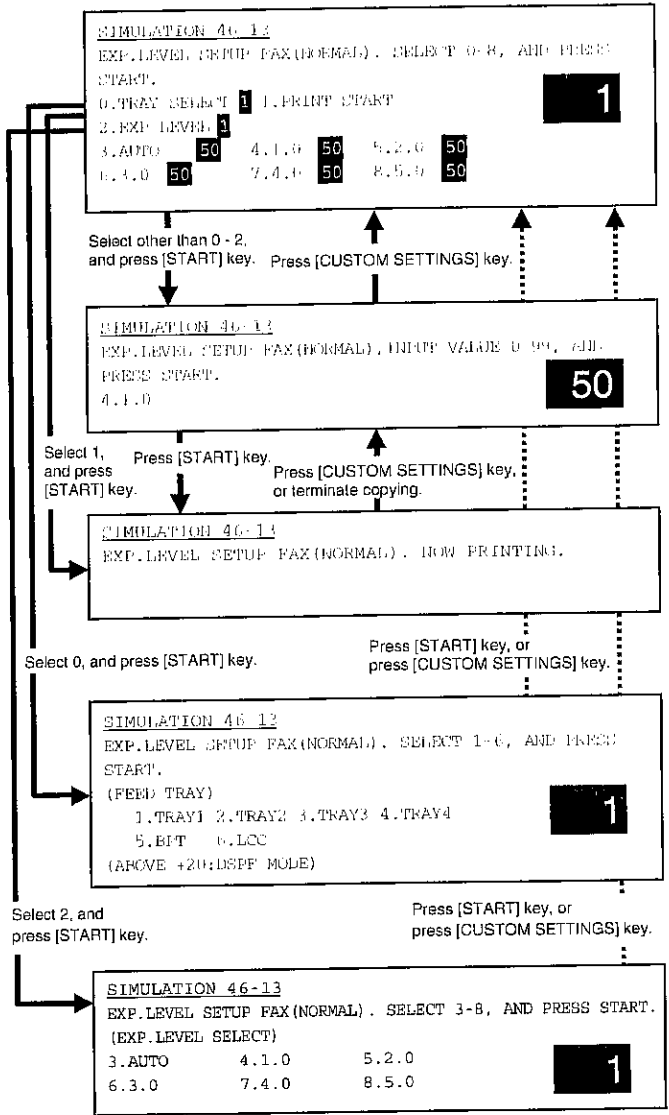 SIMULATION 46-13
EXP.LEVEL SETUP FAX(NORMAL). SELECT 0-8, AND PRESS
START.
0.TRAY SELECT 1 1.PRINT START
2.EXP LEVEL 1
3.AUTO 50 4.1.0 50 5.2.0 50
6.3.0 50 7.4.0 50 8.5.0 50
1
Select other than 0 - 2,
and press [START] key.
Press [CUSTOM SETTINGS] key.
SIMULATION 46-13
EXP.LEVEL SETUP FAX(NORMAL).INPUT VALUE 0-99, AND
PRESS START.
4.1.0
50
Select 1,
and press
[START] key.
Press [START] key.
Press [CUSTOM SETTINGS] key,
or terminate copying.
SIMULATION 46-13
EXP.LEVEL SETUP FAX(NORMAL). NOW PRINTING.
Select 0, and press [START] key.
Press [START] key, or
press [CUSTOM SETTINGS] key.
SIMULATION 46-13
EXP.LEVEL SETUP FAX(NORMAL). SELECT 1-6, AND PRESS
START.
(FEED TRAY)
1.TRAY1 2.TRAY2 3.TRAY3 4.TRAY4
5.BPT 6.LCC
(ABOVE +20:DSPF MODE)
1
Select 2, and
press [START] key.
Press [START] key, or
press [CUSTOM SETTINGS] key.
SIMULATION 46-13
EXP.LEVEL SETUP FAX(NORMAL). SELECT 3-8, AND PRESS START.
(EXP.LEVEL SELECT)
3.AUTO 4.1.0 5.2.0
6.3.0 7.4.0 8.5.0
1